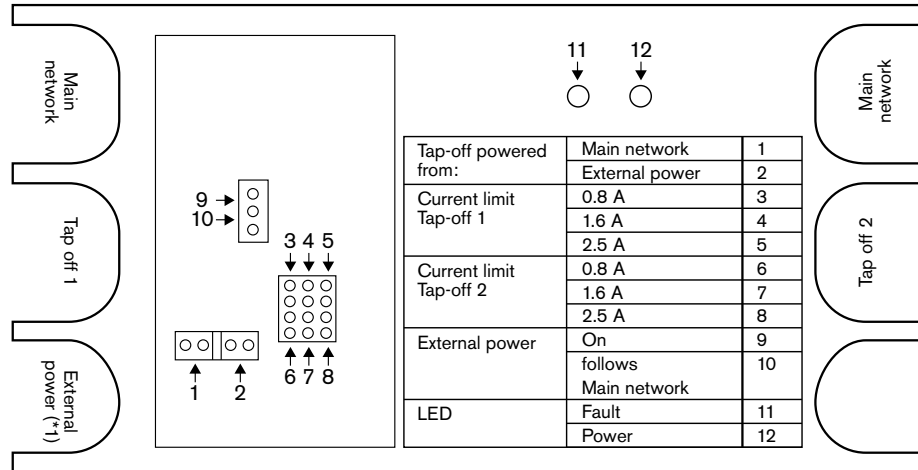 Main
network
Tap off 1
External
power (*1)
9
10
3 4 5
6 7 8
1 2
11 12
Tap-off powered
from:
Main network 1
External power 2
Current limit
Tap-off 1
0.8 A 3
1.6 A 4
2.5 A 5
Current limit
Tap-off 2
0.8 A 6
1.6 A 7
2.5 A 8
External power
On 9
follows
Main network
10
LED
Fault 11
Power 12
Main
network
Tap off 2